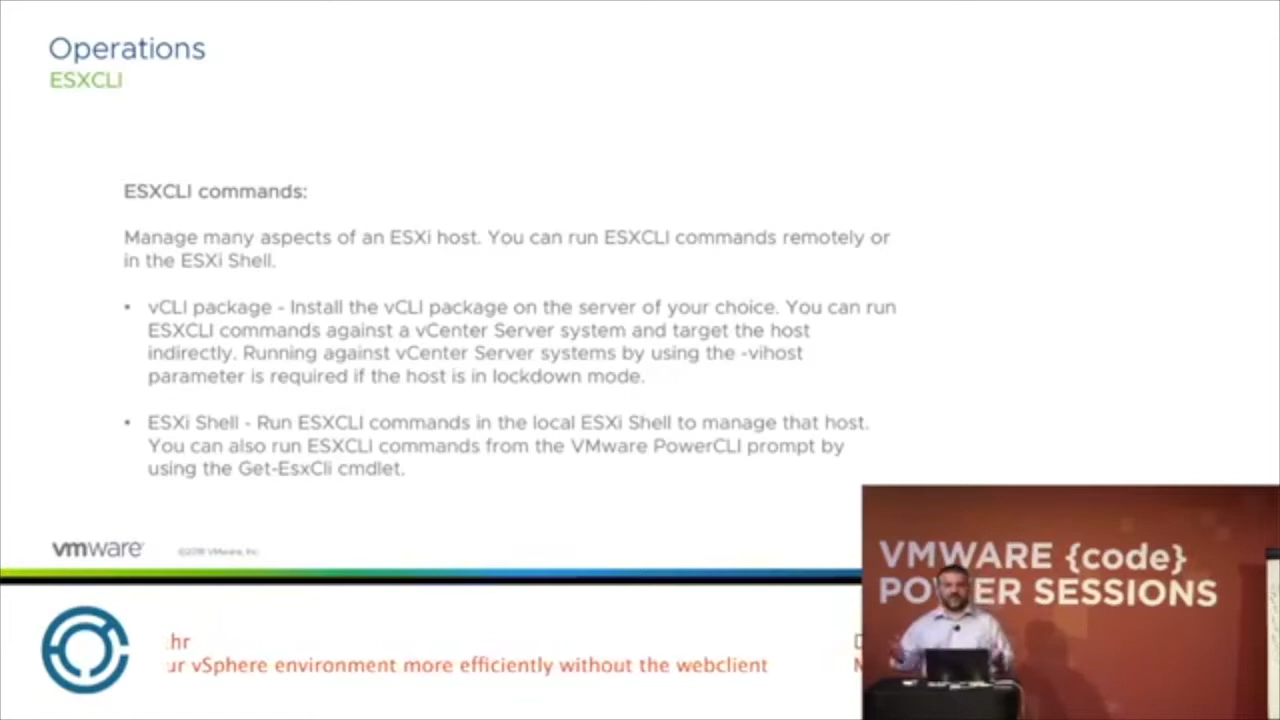 Operations
ESXCLI
ESXCLI commands:
Manage many aspects of an ESXi host. You can run ESXCLI commands remotely or
in the ESXi Shell.
• vCLI package - Install the vCLI package on the server of your choice. You can run
ESXCLI commands against a vCenter Server system and target the host
indirectly. Running against vCenter Server systems by using the -vihost
parameter is required if the host is in lockdown mode.
• ESXi Shell - Run ESXCLI commands in the local ESXi Shell to manage that host.
You can also run ESXCLI commands from the VMware PowerCLI prompt by
using the Get-EsxCli cmdlet.
vmware
©2018 VMware, Inc.
VMWARE {code}
SESSIONS
vSphere environment more efficiently without the webclient